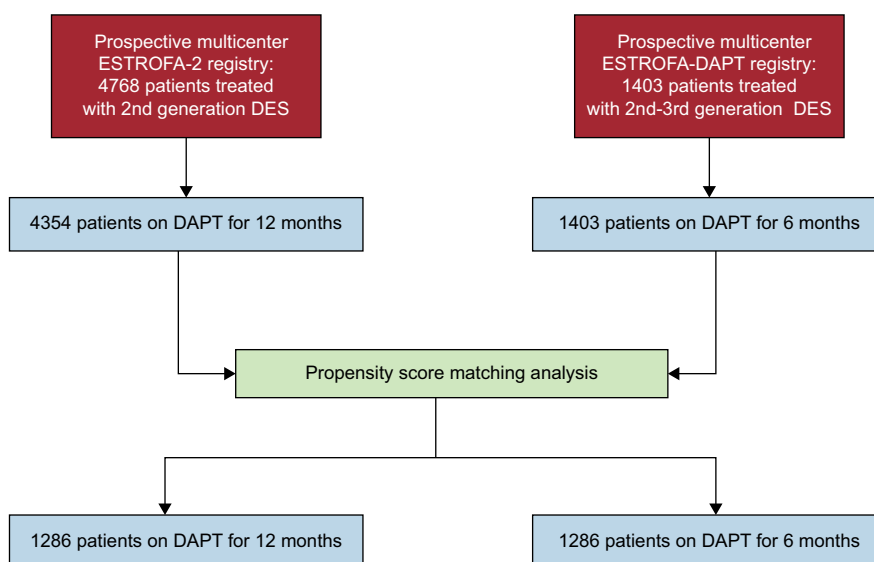 Prospective multicenter
ESTROFA-2 registry:
4768 patients treated
with 2nd generation DES
Prospective multicenter
ESTROFA-DAPT registry:
1403 patients treated
with 2nd-3rd generation DES
4354 patients on DAPT for 12 months
1403 patients on DAPT for 6 months
Propensity score matching analysis
1286 patients on DAPT for 12 months
1286 patients on DAPT for 6 months